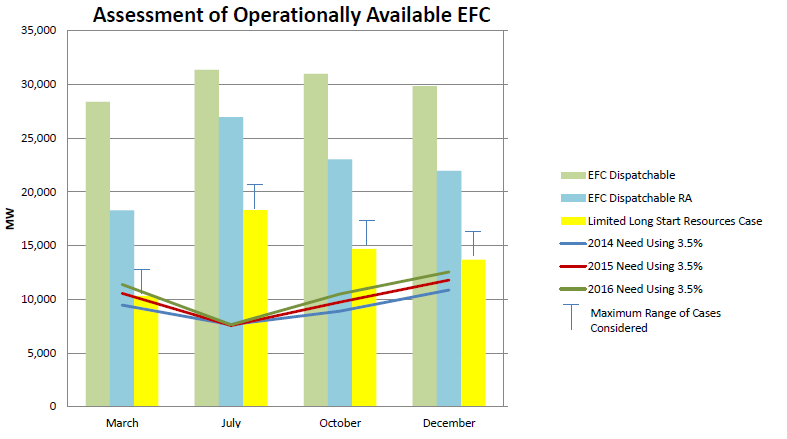 Assessment of Operationally Available EFC
35,000
30,000
25,000
20,000
15,000
10,000
5,000
0
MW
March
July
October
December
EFC Dispatchable
EFC Dispatchable RA
Limited Long Start Resources Case
2014 Need Using 3.5%
2015 Need Using 3.5%
2016 Need Using 3.5%
Maximum Range of Cases
Considered